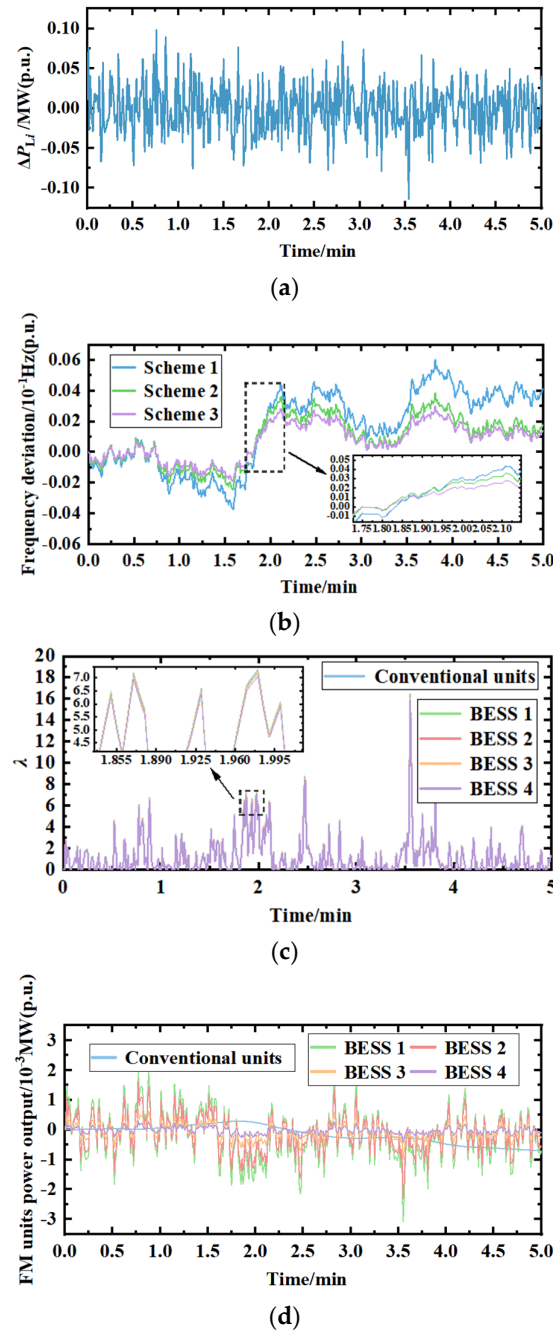 0.10
0.05
0.00
-0.05
-0.10
ΔP_Li /MW(p.u.)
0.0 0.5 1.0 1.5 2.0 2.5 3.0 3.5 4.0 4.5 5.0
Time/min
(a)
0.06
0.04
0.02
0.00
-0.02
-0.04
-0.06
Frequency deviation/10⁻¹Hz(p.u.)
Scheme 1
Scheme 2
Scheme 3
0.05
0.04
0.03
0.02
0.01
0.00
-0.01
1.75 1.80 1.85 1.90 1.95 2.00 2.05 2.10
0.0 0.5 1.0 1.5 2.0 2.5 3.0 3.5 4.0 4.5 5.0
Time/min
(b)
20
18
16
14
12
10
8
6
4
2
0
λ
7.0
6.5
6.0
5.5
5.0
4.5
1.855 1.890 1.925 1.960 1.995
Conventional units
BESS 1
BESS 2
BESS 3
BESS 4
0 1 2 3 4 5
Time/min
(c)
3
2
1
0
-1
-2
-3
FM units power output/10⁻³MW(p.u.)
Conventional units
BESS 1 BESS 2
BESS 3 BESS 4
0.0 0.5 1.0 1.5 2.0 2.5 3.0 3.5 4.0 4.5 5.0
Time/min
(d)